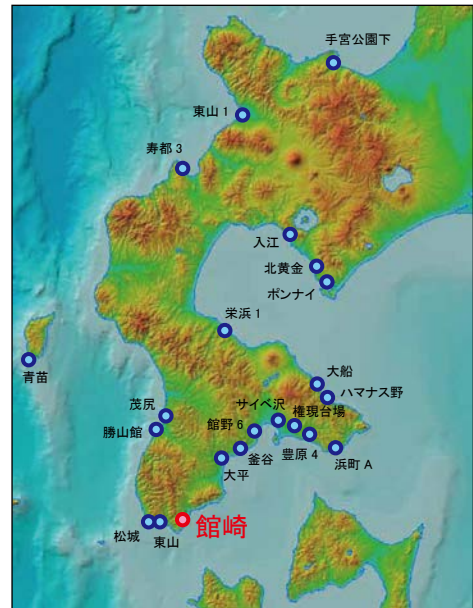 手宮公園下
東山 1
寿都 3
入江
北黄金
ポンナイ
栄浜 1
青苗
大船
ハマナス野
茂尻
サイベ沢
権現台場
勝山館
館野 6
豊原 4
浜町 A
釜谷
大平
松城
東山
館崎